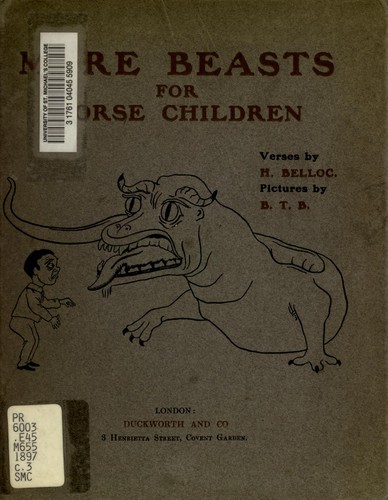 M RE BEASTS
FOR
ORSE CHILDREN
UNIVERSITY OF ST. MICHAEL'S COLLEGE
3 1761 04045 5909
Verses by
H. BELLOC.
Pictures by
B. T. B.
LONDON:
DUCKWORTH AND CO
3 HENRIETTA STREET, COVENT GARDEN.
PR
6003
.E45
M655
1897
c.3
SMC